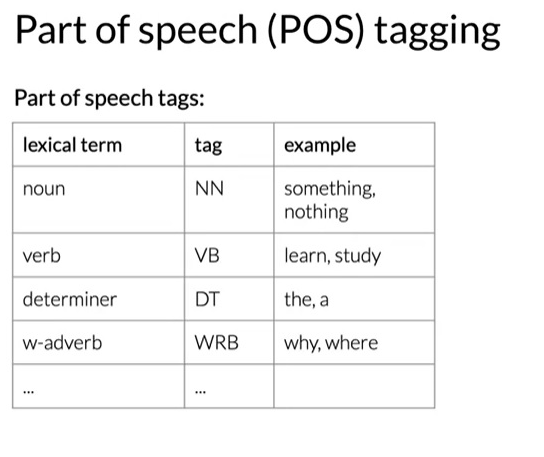 Part of speech (POS) tagging
Part of speech tags:
lexical term tag example
noun NN something,
nothing
verb VB learn, study
determiner DT the, a
w-adverb WRB why, where
... ...